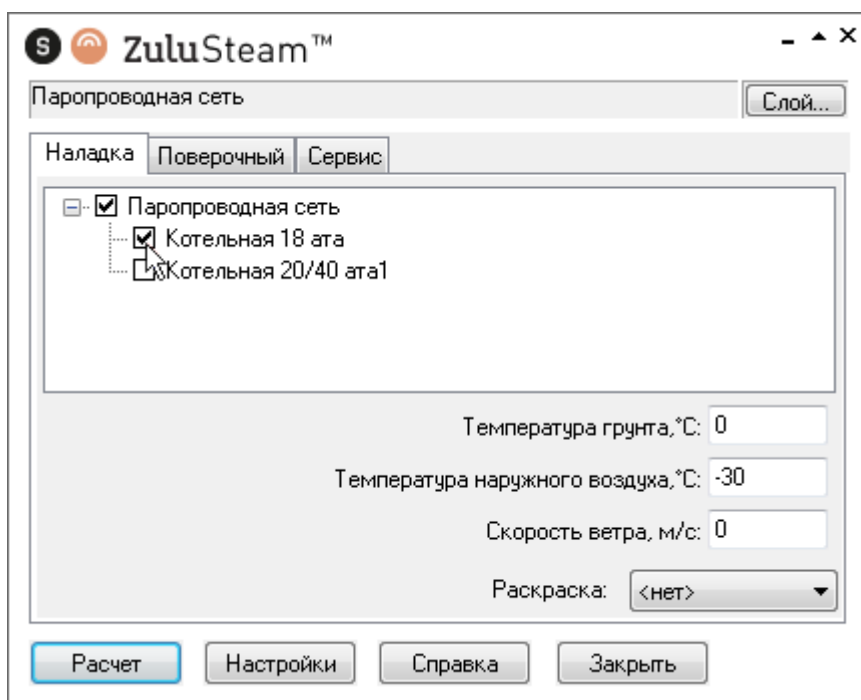 S ZuluSteam™
Паропроводная сеть Слой...
Наладка Поверочный Сервис
Паропроводная сеть
Котельная 18 ата
Котельная 20/40 ата1
Температура грунта,°C: 0
Температура наружного воздуха,°C: -30
Скорость ветра, м/с: 0
Раскраска: <нет>
Расчет Настройки Справка Закрыть